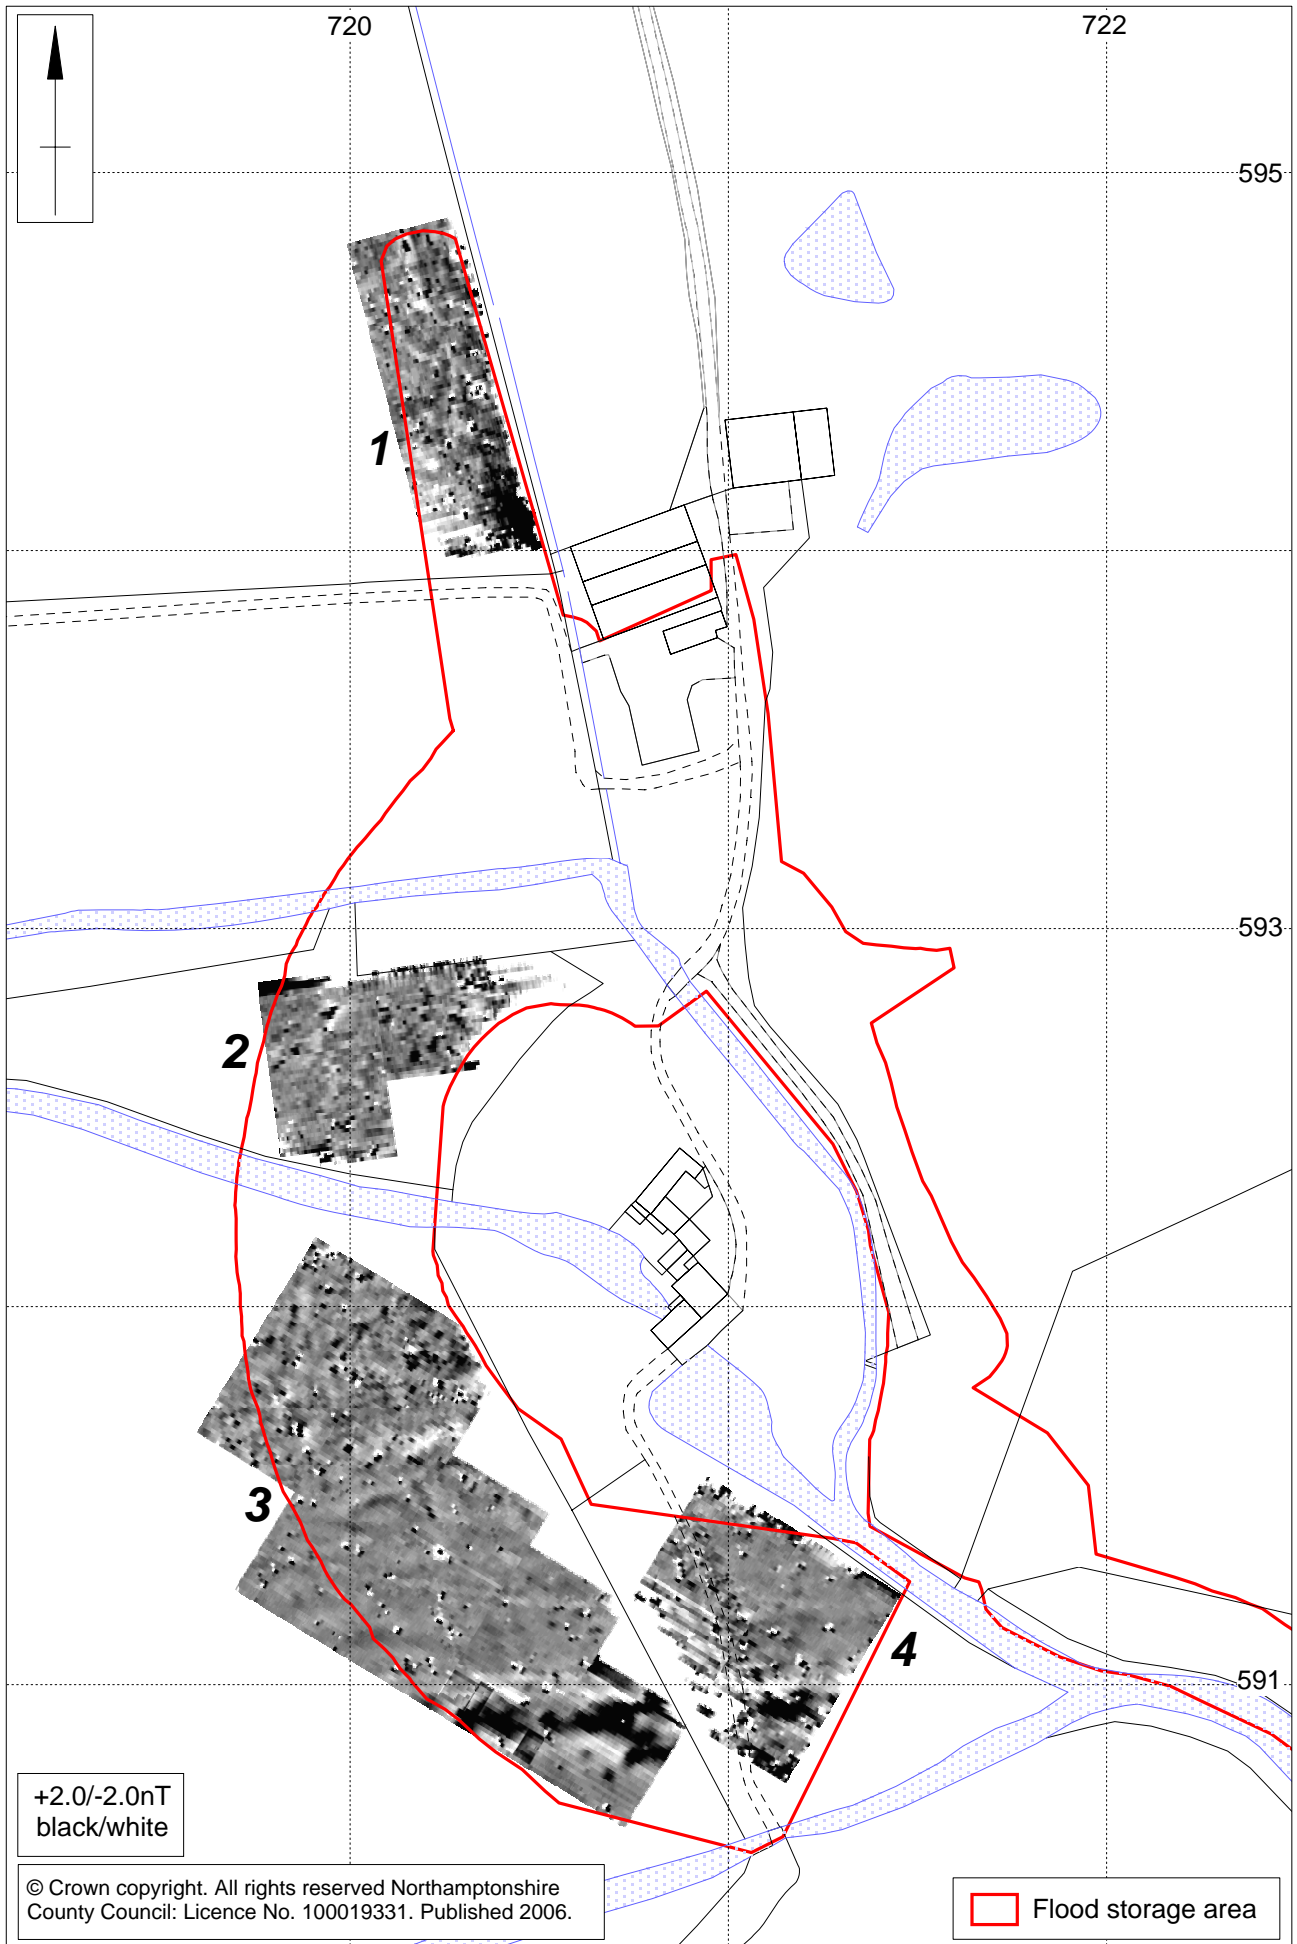 720
722
595
1
593
2
3
4
591
+2.0/-2.0nT
black/white
© Crown copyright. All rights reserved Northamptonshire
County Council: Licence No. 100019331. Published 2006.
Flood storage area